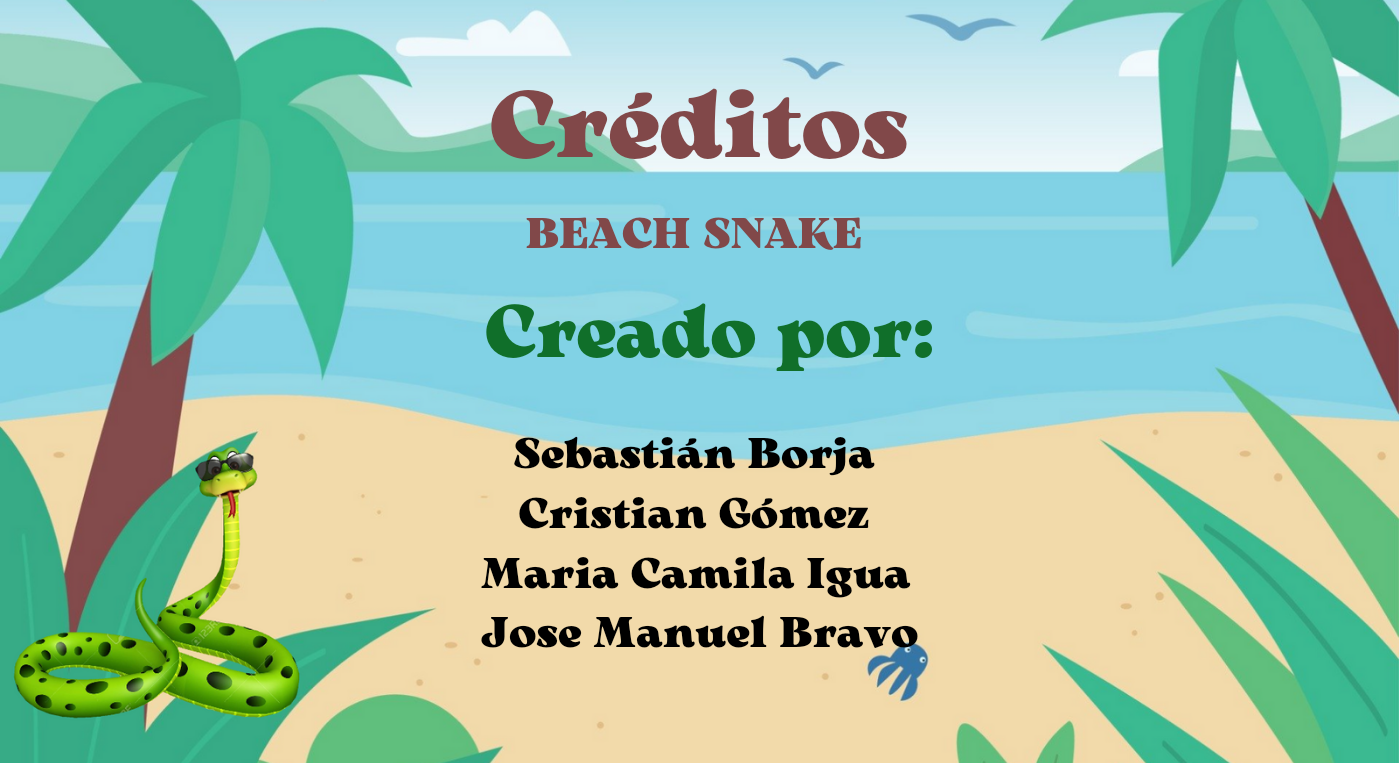 Créditos
BEACH SNAKE
Creado por:
Sebastián Borja
Cristian Gómez
Maria Camila Igua
Jose Manuel Bravo